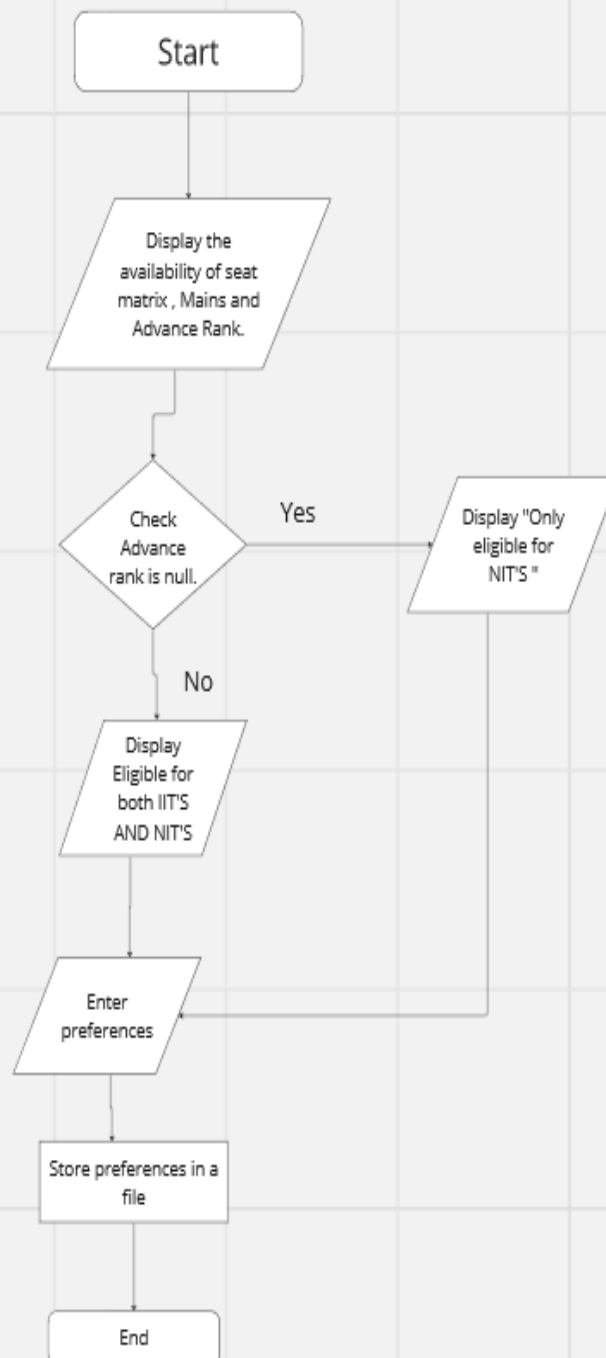 Start
Display the
availability of seat
matrix , Mains and
Advance Rank.
Check
Advance
rank is null.
Yes
Display "Only
eligible for
NIT'S "
No
Display
Eligible for
both IIT'S
AND NIT'S
Enter
preferences
Store preferences in a
file
End